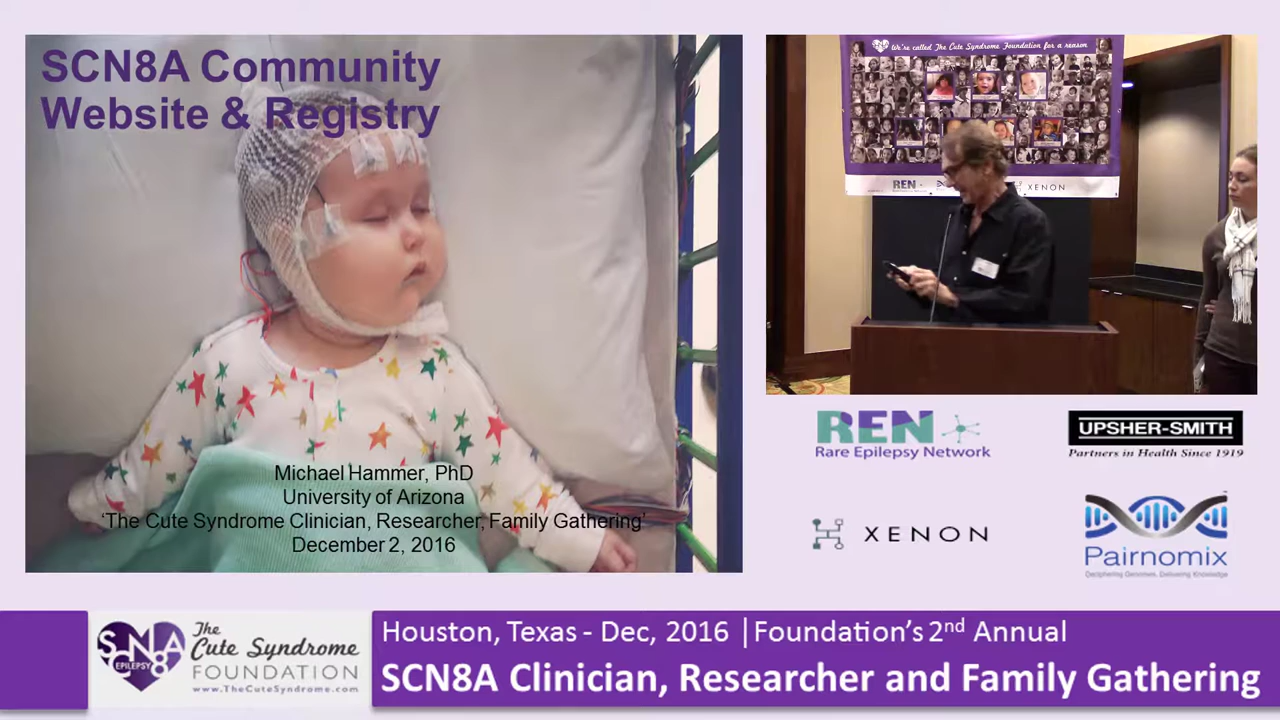 SCN8A Community
Website & Registry
Michael Hammer, PhD
University of Arizona
'The Cute Syndrome Clinician, Researcher, Family Gathering'
December 2, 2016
We're called The Cute Syndrome Foundation for a reason
REN
XENON
REN
Rare Epilepsy Network
UPSHER-SMITH
Partners in Health Since 1919
XENON
Pairnomix
Deciphering Genomes, Delivering Knowledge
SCN8A
EPILEPSY
The
Cute Syndrome
FOUNDATION
www.TheCuteSyndrome.com
Houston, Texas - Dec, 2016 | Foundation's 2nd Annual
SCN8A Clinician, Researcher and Family Gathering